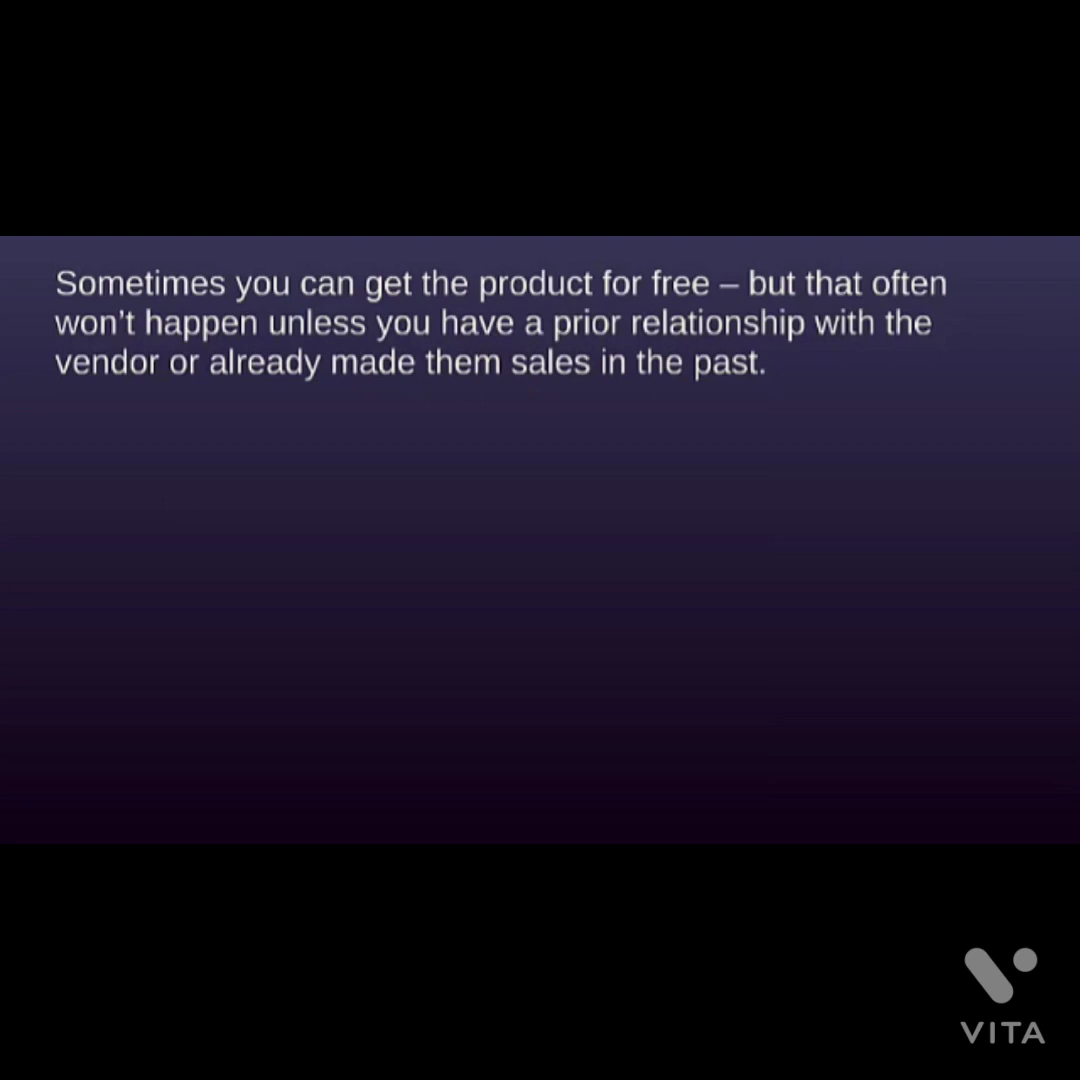 Sometimes you can get the product for free – but that often
won’t happen unless you have a prior relationship with the
vendor or already made them sales in the past.
VITA